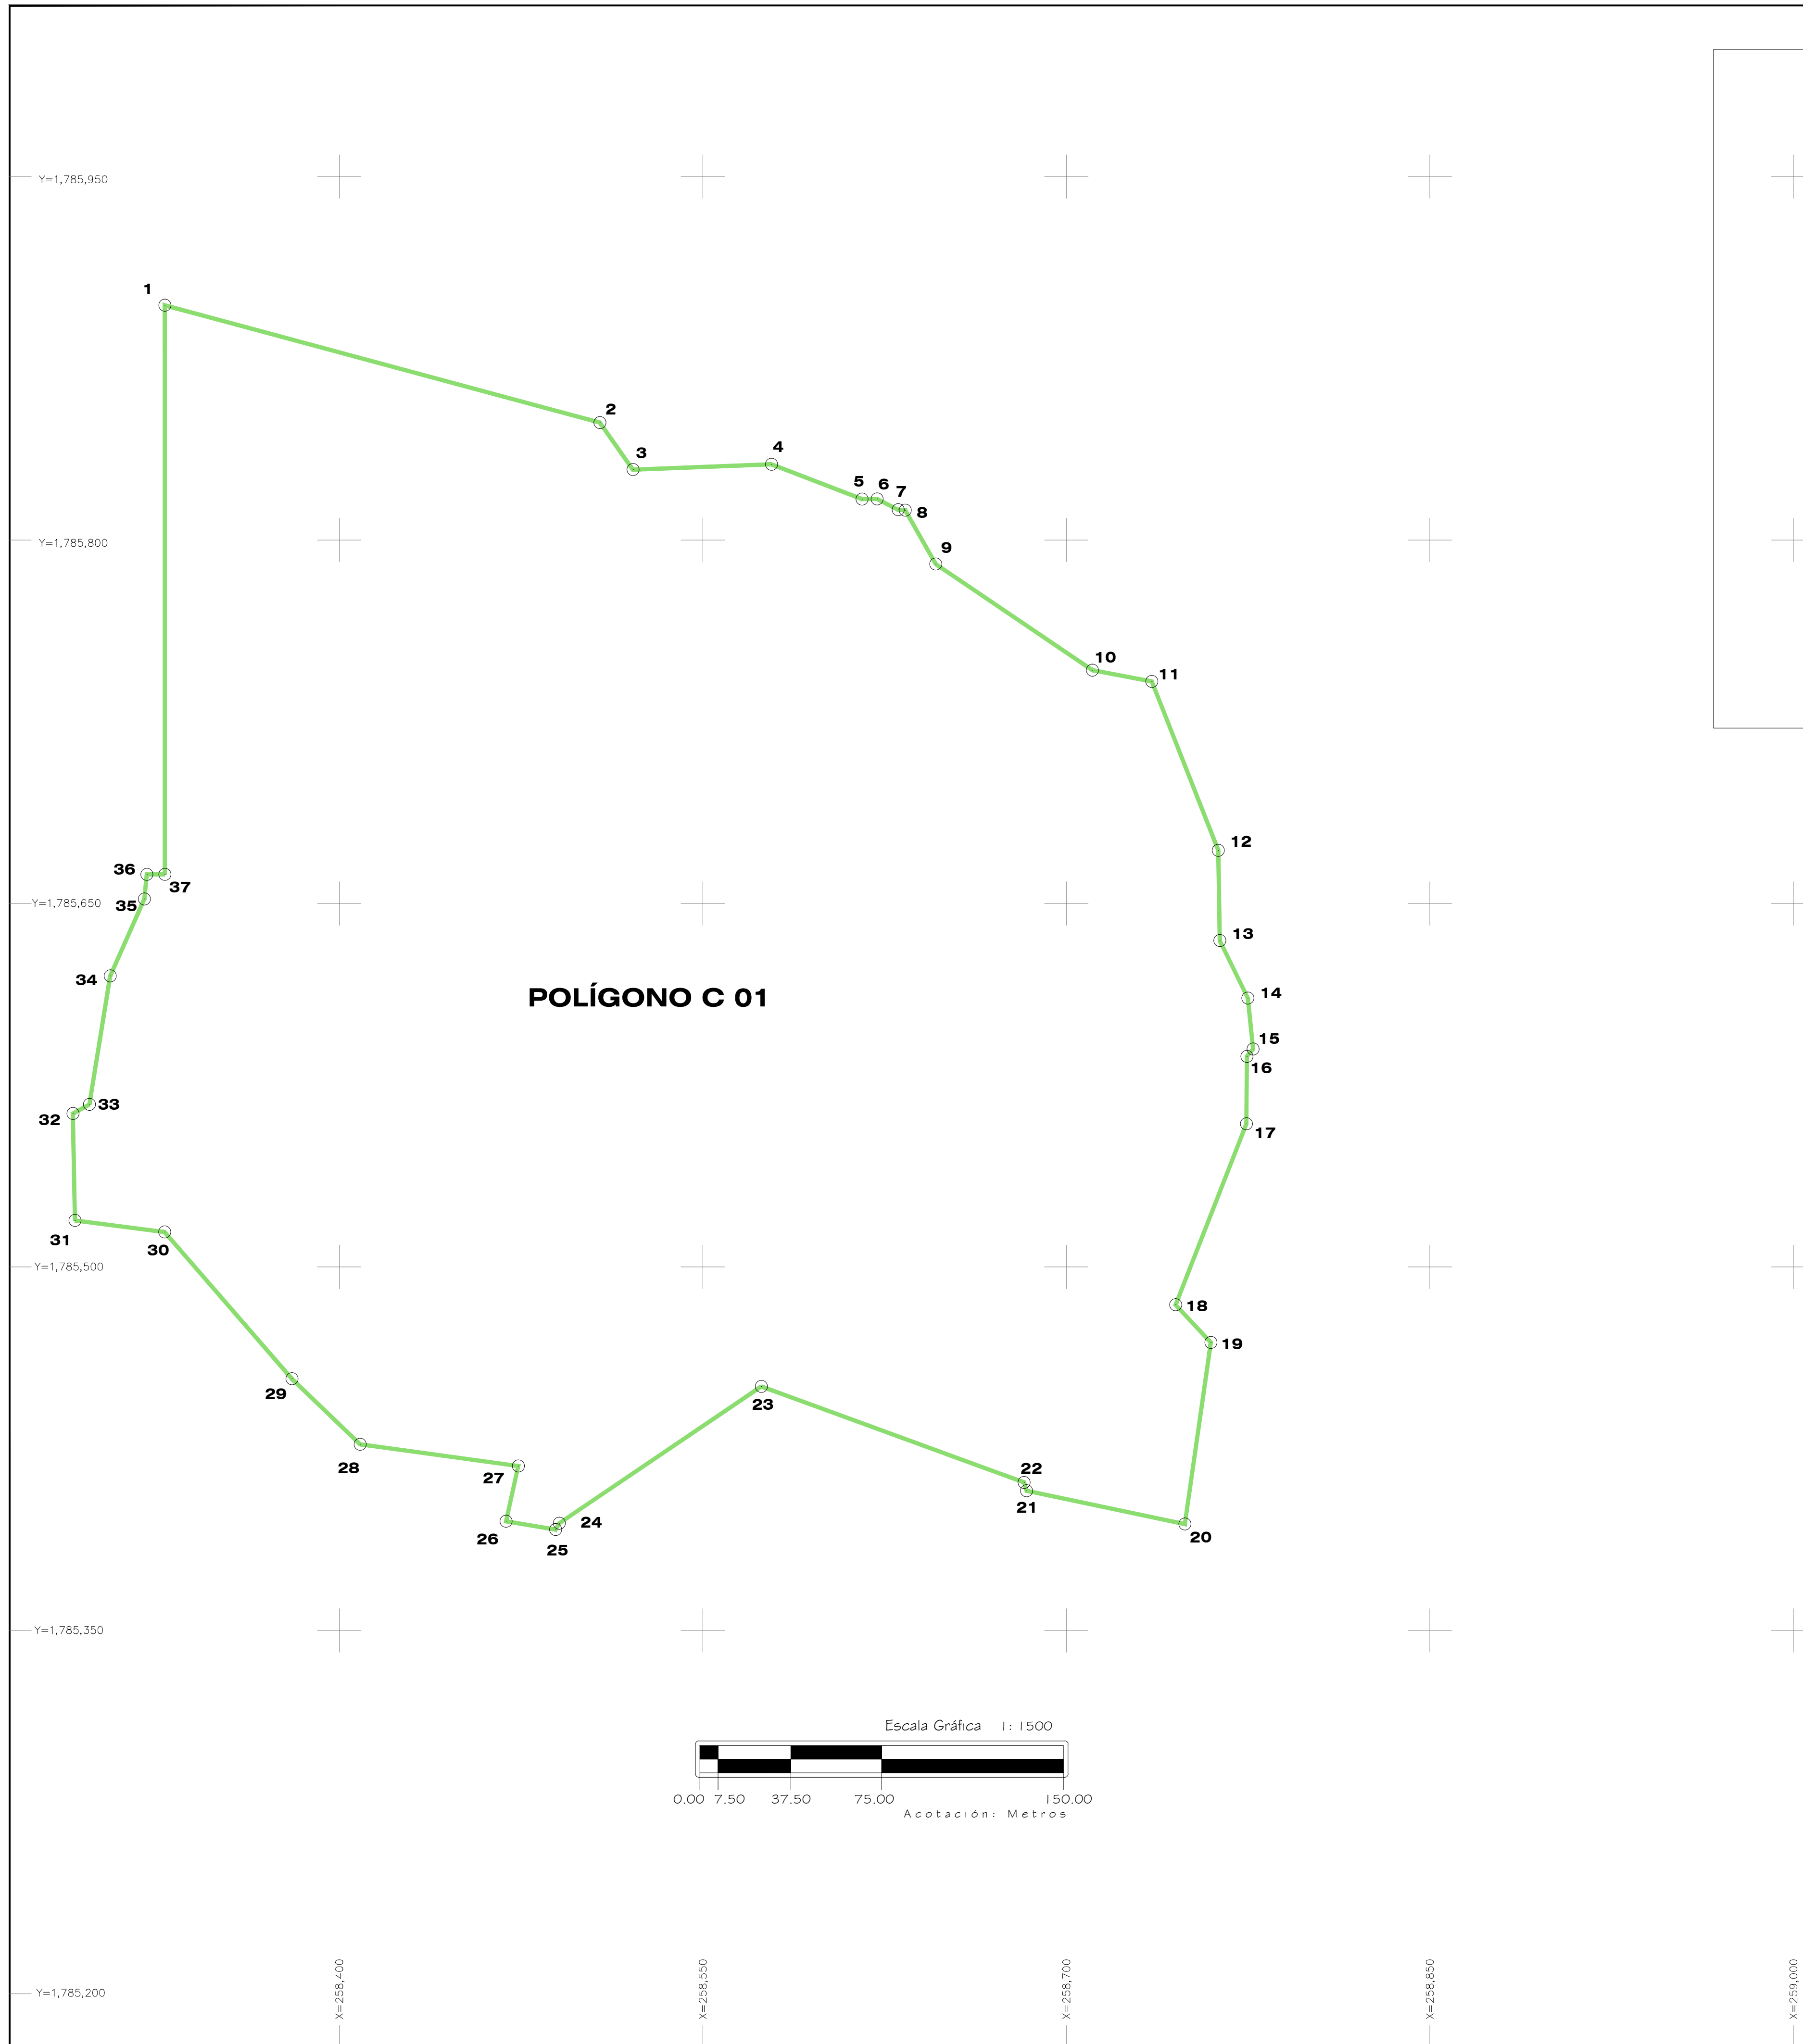 Y=1,785,950
1
2
3
4
5
6
7
8
Y=1,785,800
9
10
11
12
36
37
35
Y=1,785,650
13
34
POLÍGONO C 01
14
15
16
33
32
17
31
30
Y=1,785,500
18
19
29
23
28
22
27
21
24
26
20
25
Y=1,785,350
Escala Gráfica 1:1500
0.00 7.50 37.50 75.00 150.00
Acotación: Metros
Y=1,785,200
X=258,400
X=258,550
X=258,700
X=258,850
X=259,000